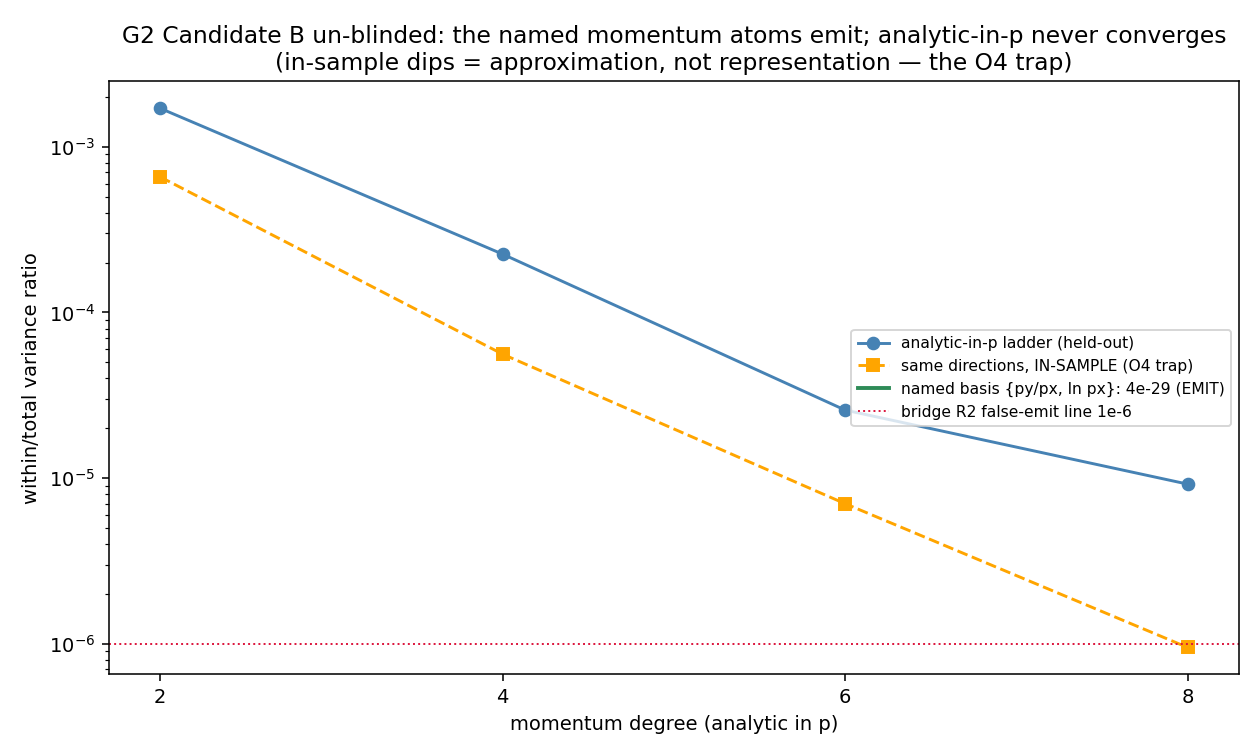 G2 Candidate B un-blinded: the named momentum atoms emit; analytic-in-p never converges
(in-sample dips = approximation, not representation — the O4 trap)
within/total variance ratio
10⁻³
10⁻⁴
10⁻⁵
10⁻⁶
analytic-in-p ladder (held-out)
same directions, IN-SAMPLE (O4 trap)
named basis {py/px, ln px}: 4e-29 (EMIT)
bridge R2 false-emit line 1e-6
2 4 6 8
momentum degree (analytic in p)